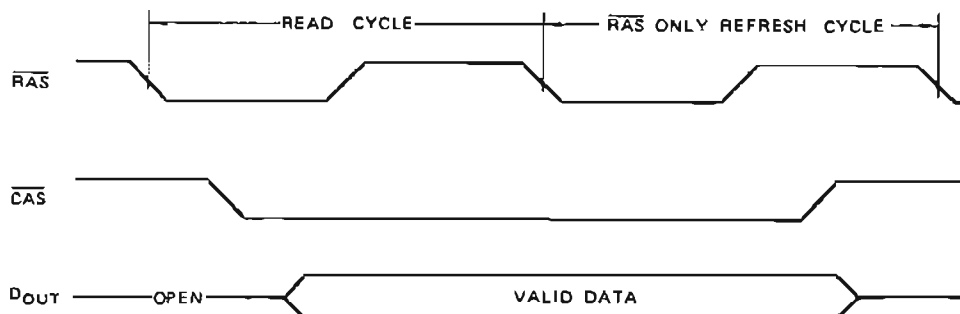 READ CYCLE
RAS ONLY REFRESH CYCLE
RAS
CAS
DOUT
OPEN
VALID DATA